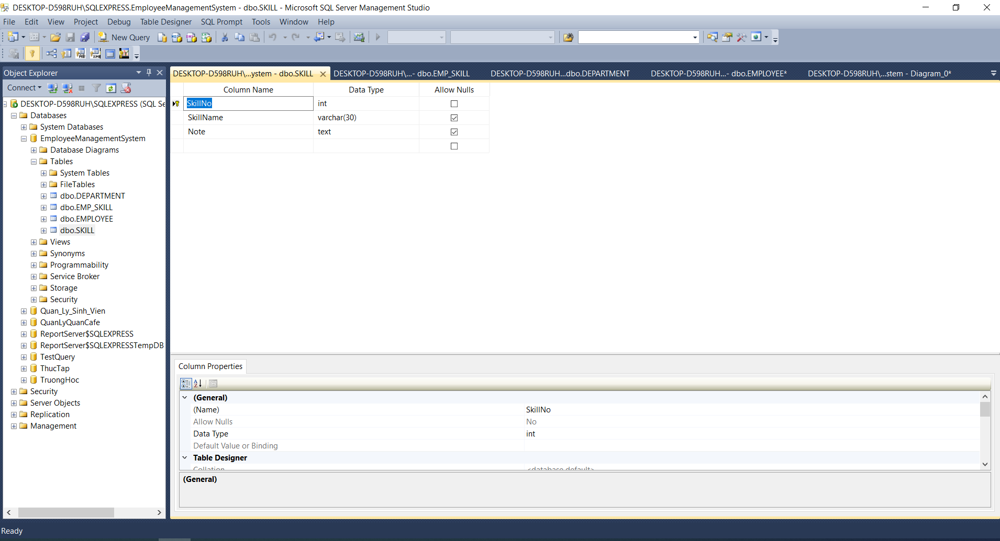 DESKTOP-D598RUH\SQLEXPRESS.EmployeeManagementSystem - dbo.SKILL - Microsoft SQL Server Management Studio
File Edit View Project Debug Table Designer SQL Prompt Tools Window Help
New Query
Object Explorer
Connect
DESKTOP-D598RUH\SQLEXPRESS (SQL Se
Databases
System Databases
EmployeeManagementSystem
Database Diagrams
Tables
System Tables
FileTables
dbo.DEPARTMENT
dbo.EMP_SKILL
dbo.EMPLOYEE
dbo.SKILL
Views
Synonyms
Programmability
Service Broker
Storage
Security
Quan_Ly_Sinh_Vien
QuanLyQuanCafe
ReportServer$SQLEXPRESS
ReportServer$SQLEXPRESSTempDB
TestQuery
ThucTap
TruongHoc
Security
Server Objects
Replication
Management
DESKTOP-D598RUH\...ystem - dbo.SKILL DESKTOP-D598RUH\...- dbo.EMP_SKILL DESKTOP-D598RUH...dbo.DEPARTMENT DESKTOP-D598RUH...- dbo.EMPLOYEE* DESKTOP-D598RUH\...stem - Diagram_0*
Column Name Data Type Allow Nulls
SkillNo int
SkillName varchar(30)
Note text
Column Properties
(General)
(Name) SkillNo
Allow Nulls No
Data Type int
Default Value or Binding
Table Designer
Collation <database default>
(General)
Ready